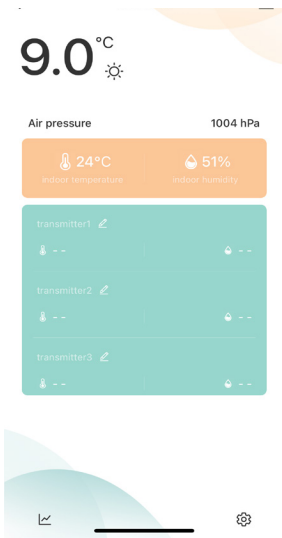 9.0°C
Air pressure 1004 hPa
24°C 51%
indoor temperature indoor humidity
transmitter1
-- --
transmitter2
-- --
transmitter3
-- --